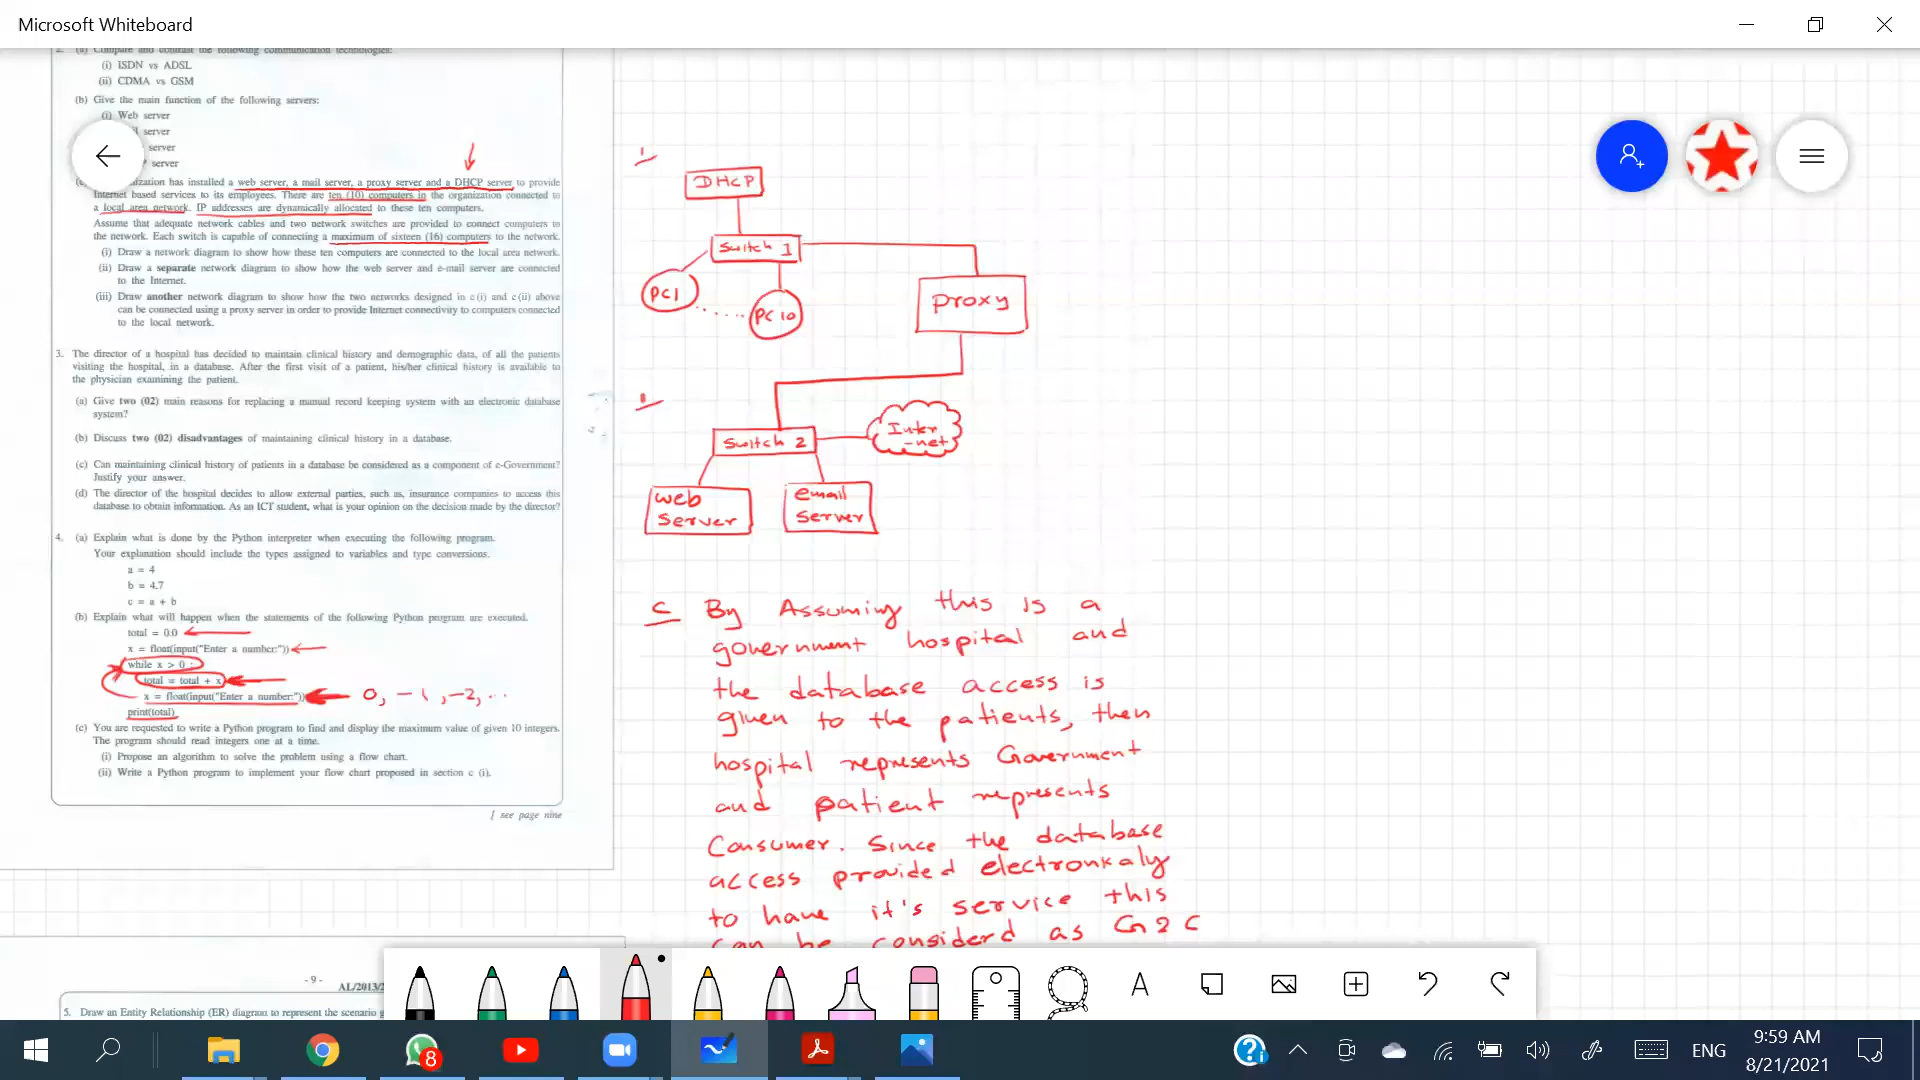 Microsoft Whiteboard
2. (a) Compare and contrast the following communication technologies:
(i) ISDN vs ADSL
(ii) CDMA vs GSM
(b) Give the main function of the following servers:
(i) Web server
server
server
server
has installed a web server, a mail server, a proxy server and a DHCP server to provide
Internet based services to its employees. There are ten (10) computers in the organization connected to
a local area network. IP addresses are dynamically allocated to these ten computers.
Assume that adequate network cables and two network switches are provided to connect computers to
the network. Each switch is capable of connecting a maximum of sixteen (16) computers to the network.
(i) Draw a network diagram to show how these ten computers are connected to the local area network.
(ii) Draw a separate network diagram to show how the web server and e-mail server are connected
to the Internet.
(iii) Draw another network diagram to show how the two networks designed in c(i) and c(ii) above
can be connected using a proxy server in order to provide Internet connectivity to computers connected
to the local network.
3. The director of a hospital has decided to maintain clinical history and demographic data, of all the patients
visiting the hospital, in a database. After the first visit of a patient, his/her clinical history is available to
the physician examining the patient.
(a) Give two (02) main reasons for replacing a manual record keeping system with an electronic database
system?
(b) Discuss two (02) disadvantages of maintaining clinical history in a database.
(c) Can maintaining clinical history of patients in a database be considered as a component of e-Government?
Justify your answer.
(d) The director of the hospital decides to allow external parties, such as, insurance companies to access this
database to obtain information. As an ICT student, what is your opinion on the decision made by the director?
4. (a) Explain what is done by the Python interpreter when executing the following program.
Your explanation should include the types assigned to variables and type conversions.
a = 4
b = 4.7
c = a + b
(b) Explain what will happen when the statements of the following Python program are executed.
total = 0.0
x = float(input("Enter a number:"))
while x > 0 :
total = total + x
x = float(input("Enter a number:")) 0, -1, -2, ..
print(total)
(c) You are requested to write a Python program to find and display the maximum value of given 10 integers.
The program should read integers one at a time.
(i) Propose an algorithm to solve the problem using a flow chart.
(ii) Write a Python program to implement your flow chart proposed in section c (i).
[ see page nine
- 9 -
AL/2013/2
5. Draw an Entity Relationship (ER) diagram to represent the scenario
DHCP
Switch 1
PC1
PC 10
Proxy
Switch 2
Inter
-net
web
Server
email
Server
c By Assuming this is a
government hospital and
the database access is
given to the patients, then
hospital represents Government
and patient represents
Consumer. Since the database
access provided electronkaly
to have it's service this
can be considerd as G2C
A
8
ENG
9:59 AM
8/21/2021